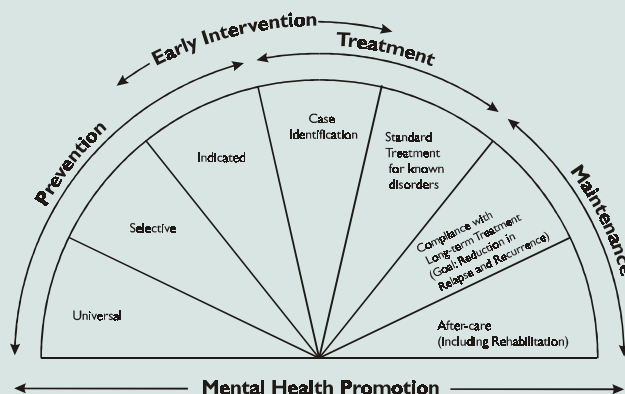 Early Intervention
Treatment
Prevention
Maintenance
Universal
Selective
Indicated
Case
Identification
Standard
Treatment
for known
disorders
Compliance with
Long-term Treatment
(Goal: Reduction in
Relapse and Recurrence)
After-care
(Including Rehabilitation)
Mental Health Promotion